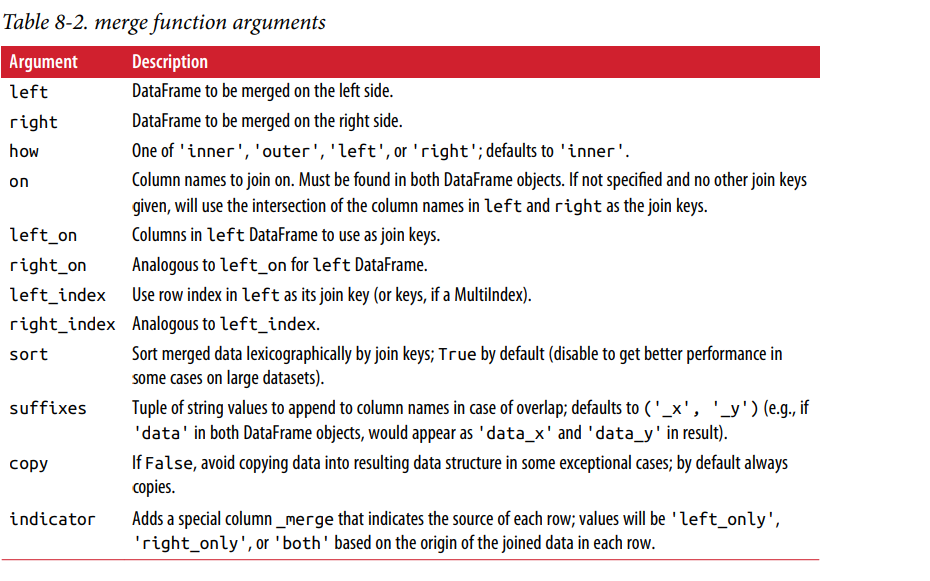 Table 8-2. merge function arguments
Argument Description
left DataFrame to be merged on the left side.
right DataFrame to be merged on the right side.
how One of 'inner', 'outer', 'left', or 'right'; defaults to 'inner'.
on Column names to join on. Must be found in both DataFrame objects. If not specified and no other join keys
given, will use the intersection of the column names in left and right as the join keys.
left_on Columns in left DataFrame to use as join keys.
right_on Analogous to left_on for left DataFrame.
left_index Use row index in left as its join key (or keys, if a MultiIndex).
right_index Analogous to left_index.
sort Sort merged data lexicographically by join keys; True by default (disable to get better performance in
some cases on large datasets).
suffixes Tuple of string values to append to column names in case of overlap; defaults to ('_x', '_y') (e.g., if
'data' in both DataFrame objects, would appear as 'data_x' and 'data_y' in result).
copy If False, avoid copying data into resulting data structure in some exceptional cases; by default always
copies.
indicator Adds a special column _merge that indicates the source of each row; values will be 'left_only',
'right_only', or 'both' based on the origin of the joined data in each row.